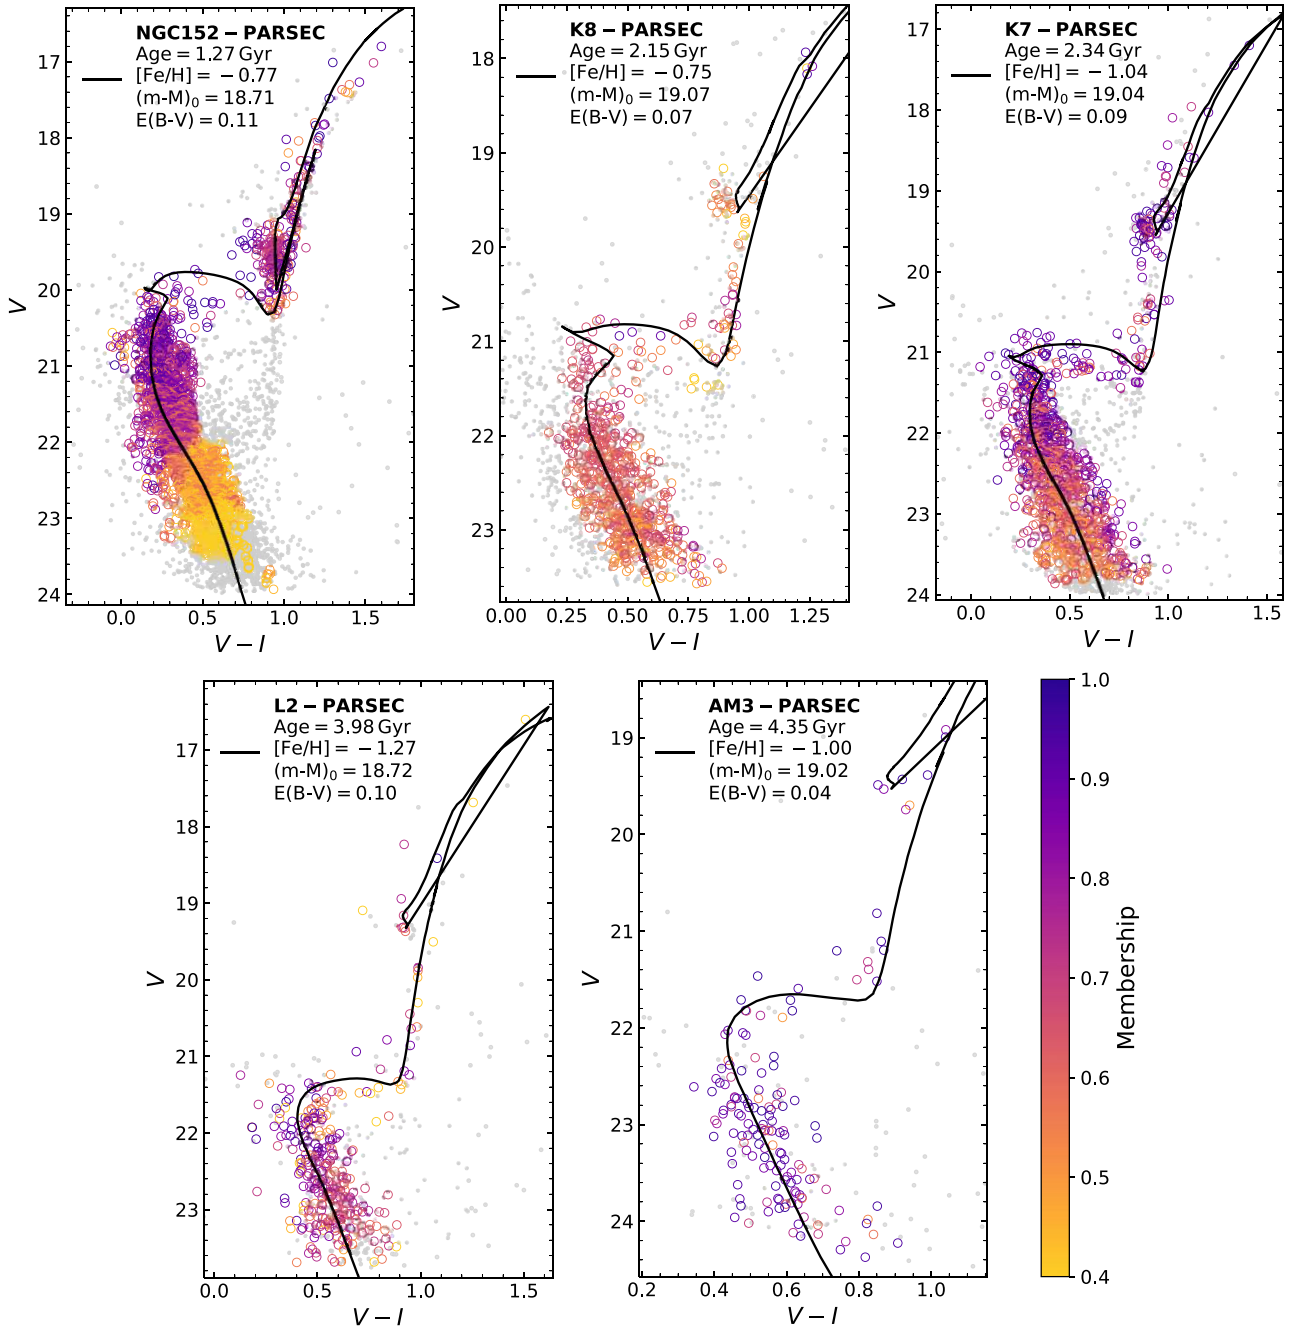 NGC152 – PARSEC
Age = 1.27 Gyr
[Fe/H] = − 0.77
(m-M)₀ = 18.71
E(B-V) = 0.11
17
18
19
20
21
22
23
24
V
0.0 0.5 1.0 1.5
V − I
K8 – PARSEC
Age = 2.15 Gyr
[Fe/H] = − 0.75
(m-M)₀ = 19.07
E(B-V) = 0.07
18
19
20
21
22
23
V
0.00 0.25 0.50 0.75 1.00 1.25
V − I
K7 – PARSEC
Age = 2.34 Gyr
[Fe/H] = − 1.04
(m-M)₀ = 19.04
E(B-V) = 0.09
17
18
19
20
21
22
23
24
V
0.0 0.5 1.0 1.5
V − I
L2 – PARSEC
Age = 3.98 Gyr
[Fe/H] = − 1.27
(m-M)₀ = 18.72
E(B-V) = 0.10
17
18
19
20
21
22
23
V
0.0 0.5 1.0 1.5
V − I
AM3 – PARSEC
Age = 4.35 Gyr
[Fe/H] = − 1.00
(m-M)₀ = 19.02
E(B-V) = 0.04
19
20
21
22
23
24
V
0.2 0.4 0.6 0.8 1.0
V − I
1.0
0.9
0.8
0.7
0.6
0.5
0.4
Membership